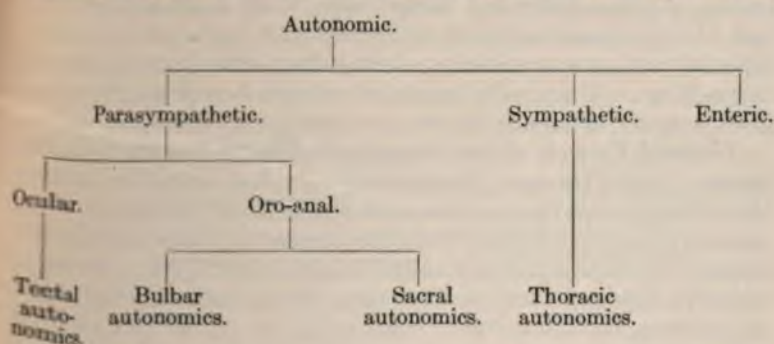 Autonomic.
Parasympathetic. Sympathetic. Enteric.
Ocular. Oro-anal.
Tectal
auto-
nomics.
Bulbar
autonomics.
Sacral
autonomics.
Thoracic
autonomics.